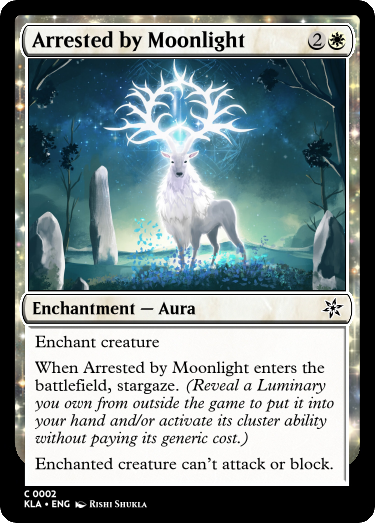 Arrested by Moonlight 2
Enchantment — Aura
Enchant creature
When Arrested by Moonlight enters the
battlefield, stargaze. (Reveal a Luminary
you own from outside the game to put it into
your hand and/or activate its cluster ability
without paying its generic cost.)
Enchanted creature can't attack or block.
C 0002
KLA • ENG Rishi Shukla